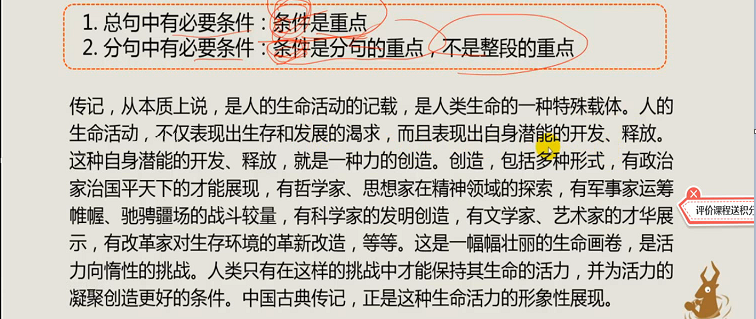 1. 总句中有必要条件：条件是重点
2. 分句中有必要条件：条件是分句的重点，不是整段的重点
传记，从本质上说，是人的生命活动的记载，是人类生命的一种特殊载体。人的
生命活动，不仅表现出生存和发展的渴求，而且表现出自身潜能的开发、释放。
这种自身潜能的开发、释放，就是一种力的创造。创造，包括多种形式，有政治
家治国平天下的才能展现，有哲学家、思想家在精神领域的探索，有军事家运筹
帷幄、驰骋疆场的战斗较量，有科学家的发明创造，有文学家、艺术家的才华展
示，有改革家对生存环境的革新改造，等等。这是一幅幅壮丽的生命画卷，是活
力向惰性的挑战。人类只有在这样的挑战中才能保持其生命的活力，并为活力的
凝聚创造更好的条件。中国古典传记，正是这种生命活力的形象性展现。
评价课程送积分